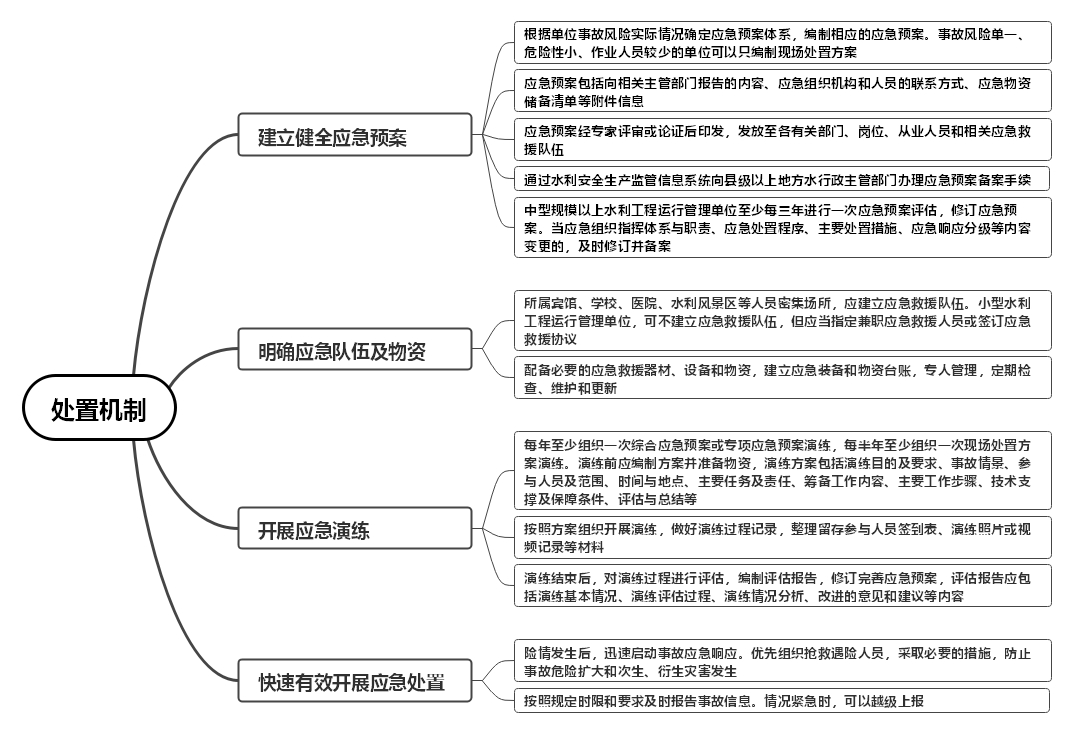 处置机制
建立健全应急预案
根据单位事故风险实际情况确定应急预案体系，编制相应的应急预案。事故风险单一、
危险性小、作业人员较少的单位可以只编制现场处置方案
应急预案包括向相关主管部门报告的内容、应急组织机构和人员的联系方式、应急物资
储备清单等附件信息
应急预案经专家评审或论证后印发，发放至各有关部门、岗位、从业人员和相关应急救
援队伍
通过水利安全生产监管信息系统向县级以上地方水行政主管部门办理应急预案备案手续
中型规模以上水利工程运行管理单位至少每三年进行一次应急预案评估，修订应急预
案。当应急组织指挥体系与职责、应急处置程序、主要处置措施、应急响应分级等内容
变更的，及时修订并备案
明确应急队伍及物资
所属宾馆、学校、医院、水利风景区等人员密集场所，应建立应急救援队伍。小型水利
工程运行管理单位，可不建立应急救援队伍，但应当指定兼职应急救援人员或签订应急
救援协议
配备必要的应急救援器材、设备和物资，建立应急装备和物资台账，专人管理，定期检
查、维护和更新
开展应急演练
每年至少组织一次综合应急预案或专项应急预案演练，每半年至少组织一次现场处置方
案演练。演练前应编制方案并准备物资，演练方案包括演练目的及要求、事故情景、参
与人员及范围、时间与地点、主要任务及责任、筹备工作内容、主要工作步骤、技术支
撑及保障条件、评估与总结等
按照方案组织开展演练，做好演练过程记录，整理留存参与人员签到表、演练照片或视
频记录等材料
演练结束后，对演练过程进行评估，编制评估报告，修订完善应急预案，评估报告应包
括演练基本情况、演练评估过程、演练情况分析、改进的意见和建议等内容
快速有效开展应急处置
险情发生后，迅速启动事故应急响应。优先组织抢救遇险人员，采取必要的措施，防止
事故危险扩大和次生、衍生灾害发生
按照规定时限和要求及时报告事故信息。情况紧急时，可以越级上报